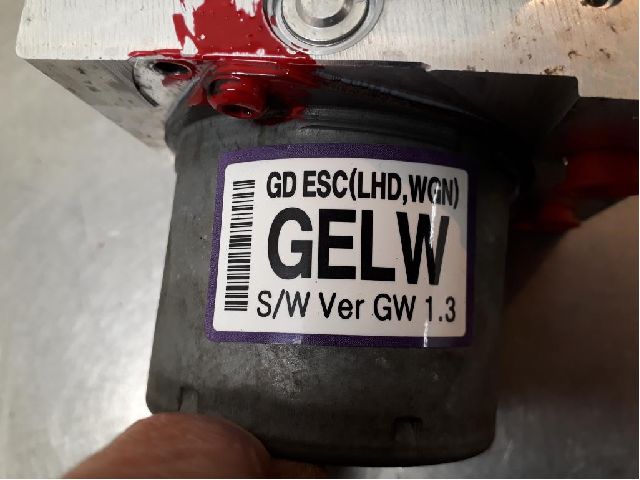 GD ESC(LHD,WGN)
GELW
S/W Ver GW 1.3